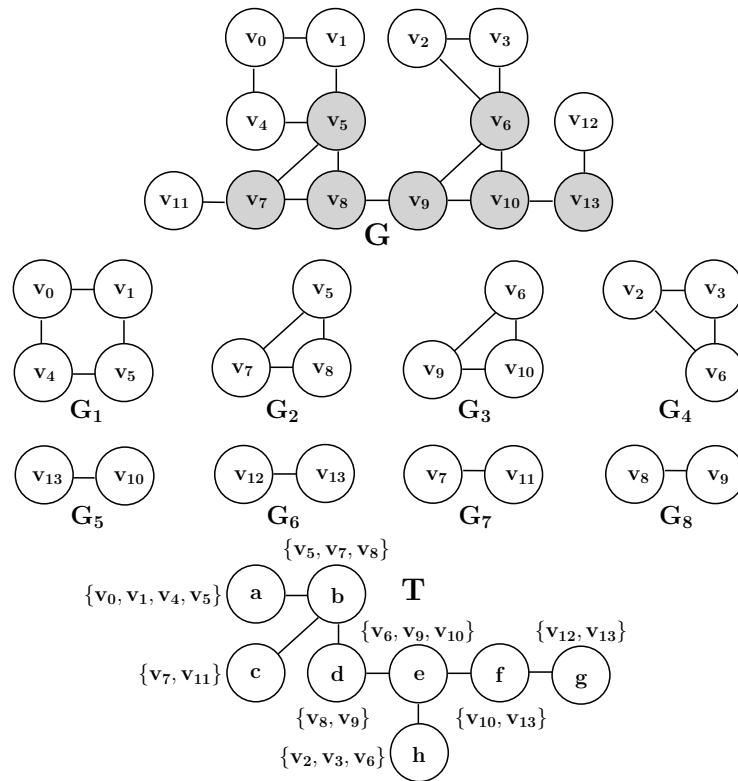 v₀ v₁ v₂ v₃
v₄ v₅ v₆ v₁₂
v₁₁ v₇ v₈ v₉ v₁₀ v₁₃
G
v₀ v₁ v₅ v₆ v₂ v₃
v₄ v₅ v₇ v₈ v₉ v₁₀ v₆
G₁ G₂ G₃ G₄
v₁₃ v₁₀ v₁₂ v₁₃ v₇ v₁₁ v₈ v₉
G₅ G₆ G₇ G₈
{v₅, v₇, v₈}
{v₀, v₁, v₄, v₅} a b T
{v₆, v₉, v₁₀} {v₁₂, v₁₃}
{v₇, v₁₁} c d e f g
{v₈, v₉} {v₁₀, v₁₃}
{v₂, v₃, v₆} h